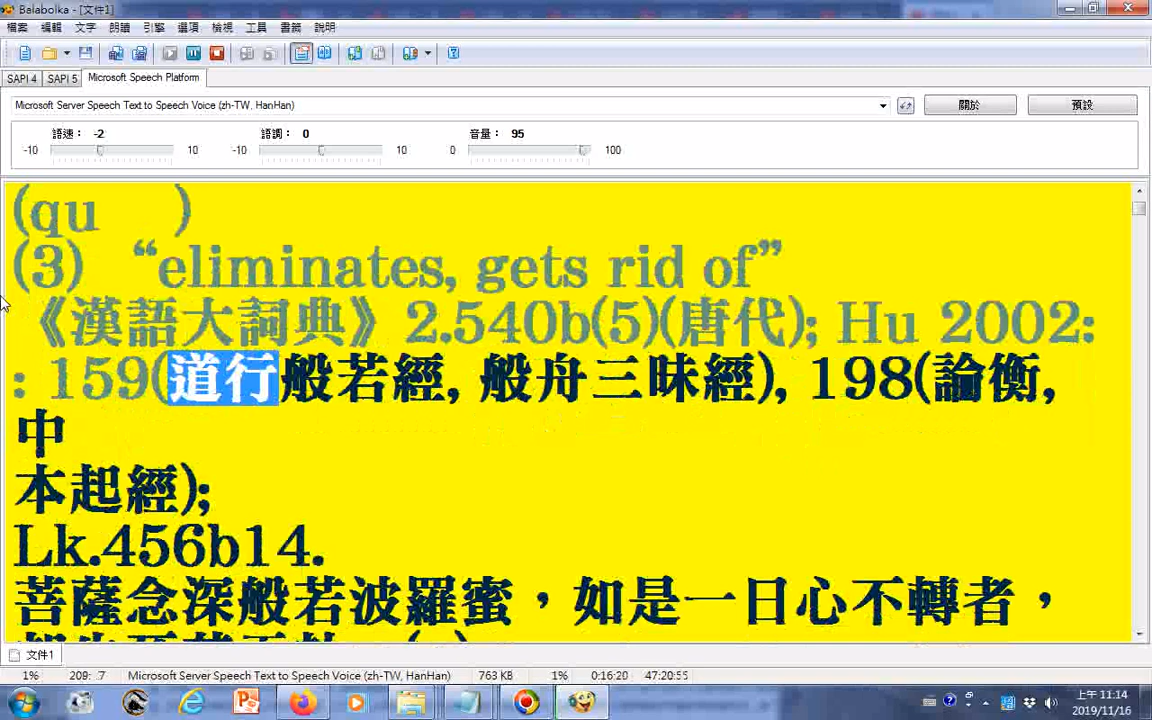 Balabolka - [文件1]
檔案 編輯 文字 朗讀 引擎 選項 檢視 工具 書籤 說明
SAPI 4 SAPI 5 Microsoft Speech Platform
Microsoft Server Speech Text to Speech Voice (zh-TW, HanHan) 關於 預設
語速： -2 語調： 0 音量： 95
-10 10 -10 10 0 100
(qu )
(3) “eliminates, gets rid of”
《漢語大詞典》 2.540b(5)(唐代); Hu 2002:
: 159(道行般若經, 般舟三昧經), 198(論衡,
中
本起經);
Lk.456b14.
菩薩念深般若波羅蜜，如是一日心不轉者，
文件1
1% 209: .7 Microsoft Server Speech Text to Speech Voice (zh-TW, HanHan) 763 KB 1% 0:16:20 47:20:55
上午 11:14
2019/11/16